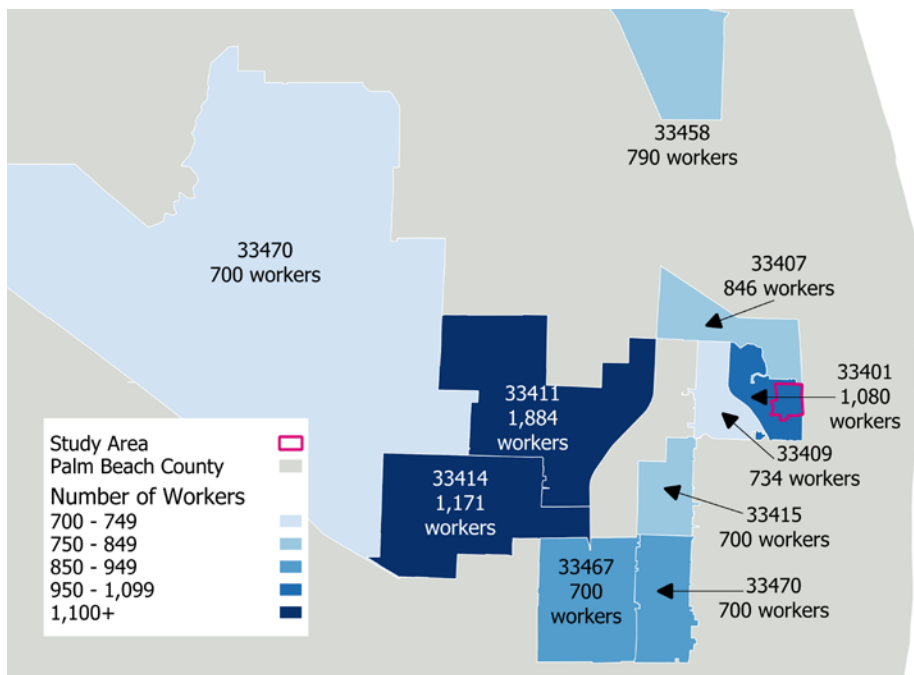 33458
790 workers
33470
700 workers
33407
846 workers
33401
1,080
workers
33411
1,884
workers
33409
734 workers
33414
1,171
workers
33415
700 workers
33467
700
workers
33470
700 workers
Study Area
Palm Beach County
Number of Workers
700 - 749
750 - 849
850 - 949
950 - 1,099
1,100+